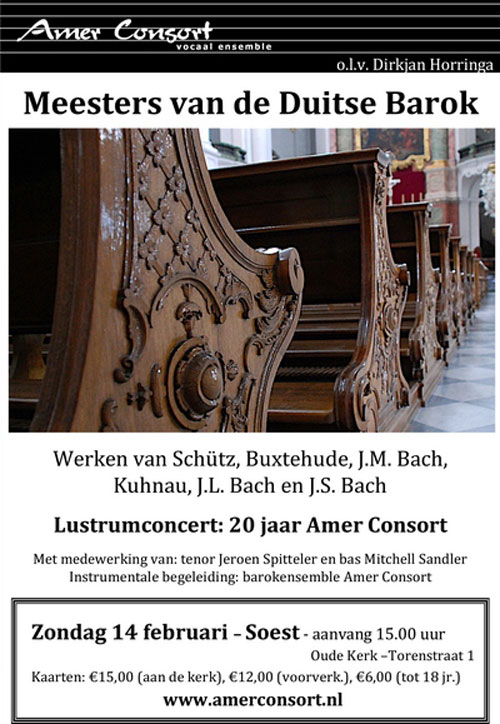 Amer Consort
vocaal ensemble
o.l.v. Dirkjan Horringa
Meesters van de Duitse Barok
Werken van Schütz, Buxtehude, J.M. Bach,
Kuhnau, J.L. Bach en J.S. Bach
Lustrumconcert: 20 jaar Amer Consort
Met medewerking van: tenor Jeroen Spitteler en bas Mitchell Sandler
Instrumentale begeleiding: barokensemble Amer Consort
Zondag 14 februari – Soest - aanvang 15.00 uur
Oude Kerk –Torenstraat 1
Kaarten: €15,00 (aan de kerk), €12,00 (voorverk.), €6,00 (tot 18 jr.)
www.amerconsort.nl